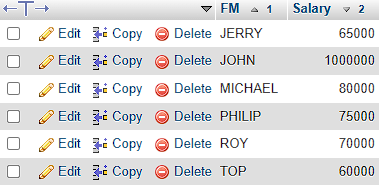 FM 1 Salary 2
Edit Copy Delete JERRY 65000
Edit Copy Delete JOHN 1000000
Edit Copy Delete MICHAEL 80000
Edit Copy Delete PHILIP 75000
Edit Copy Delete ROY 70000
Edit Copy Delete TOP 60000